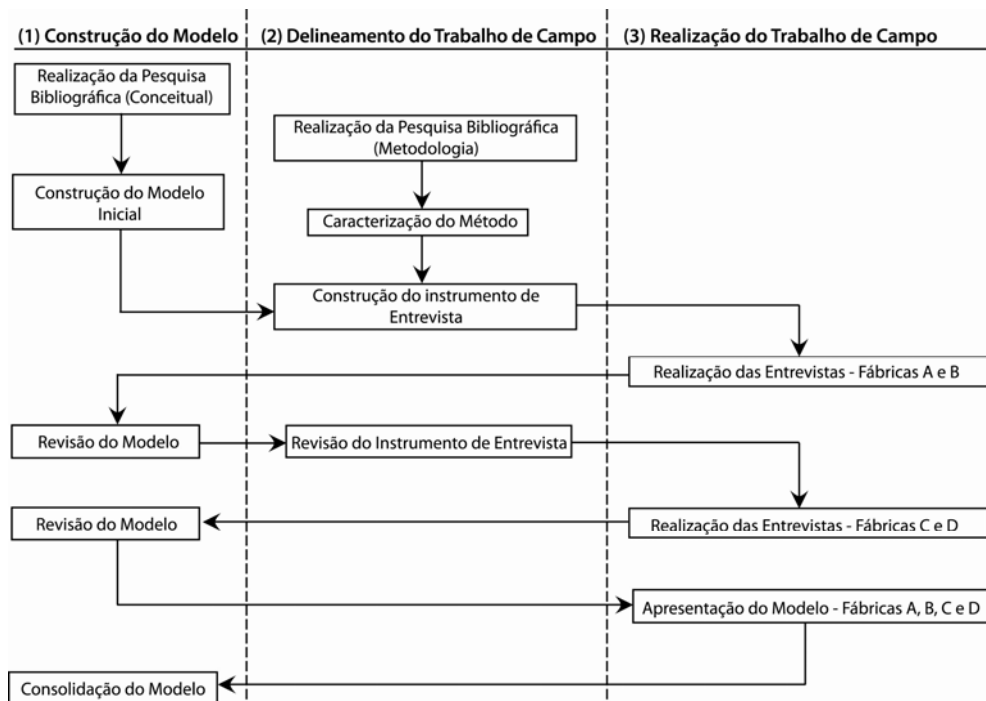 (1) Construção do Modelo
(2) Delineamento do Trabalho de Campo
(3) Realização do Trabalho de Campo
Realização da Pesquisa
Bibliográfica (Conceitual)
Realização da Pesquisa Bibliográfica
(Metodologia)
Construção do Modelo
Inicial
Caracterização do Método
Construção do instrumento de
Entrevista
Realização das Entrevistas - Fábricas A e B
Revisão do Modelo
Revisão do Instrumento de Entrevista
Revisão do Modelo
Realização das Entrevistas - Fábricas C e D
Apresentação do Modelo - Fábricas A, B, C e D
Consolidação do Modelo